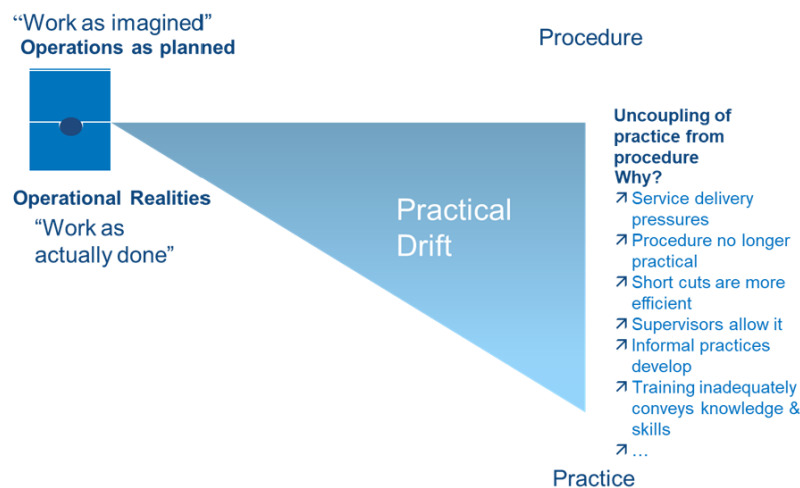 “Work as imagined”
Operations as planned
Procedure
Operational Realities
“Work as
actually done”
Practical
Drift
Uncoupling of
practice from
procedure
Why?
Service delivery
pressures
Procedure no longer
practical
Short cuts are more
efficient
Supervisors allow it
Informal practices
develop
Training inadequately
conveys knowledge &
skills
…
Practice